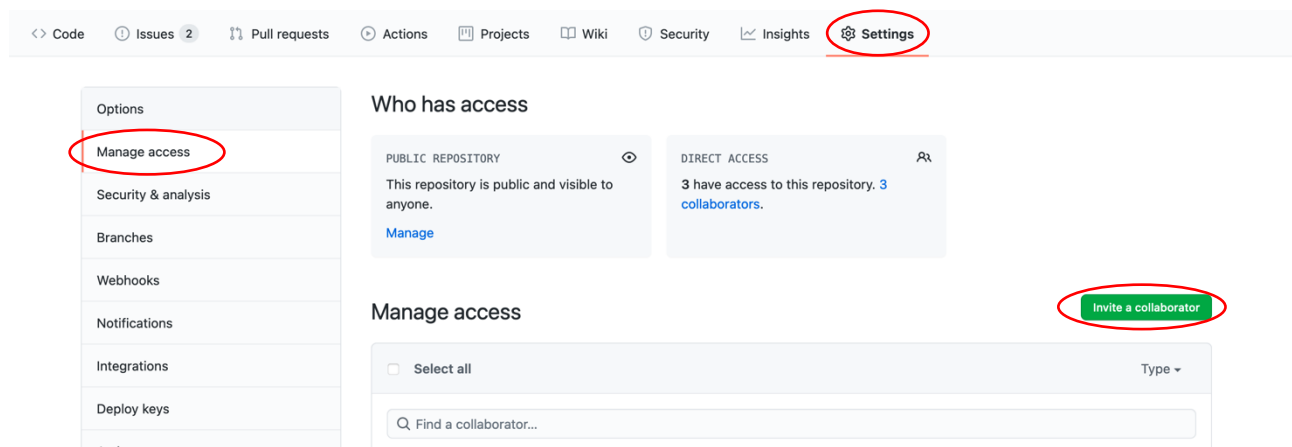 Code Issues 2 Pull requests Actions Projects Wiki Security Insights Settings
Options
Manage access
Security & analysis
Branches
Webhooks
Notifications
Integrations
Deploy keys
Who has access
PUBLIC REPOSITORY
This repository is public and visible to
anyone.
Manage
DIRECT ACCESS
3 have access to this repository. 3
collaborators.
Manage access
Invite a collaborator
Select all
Type
Find a collaborator...